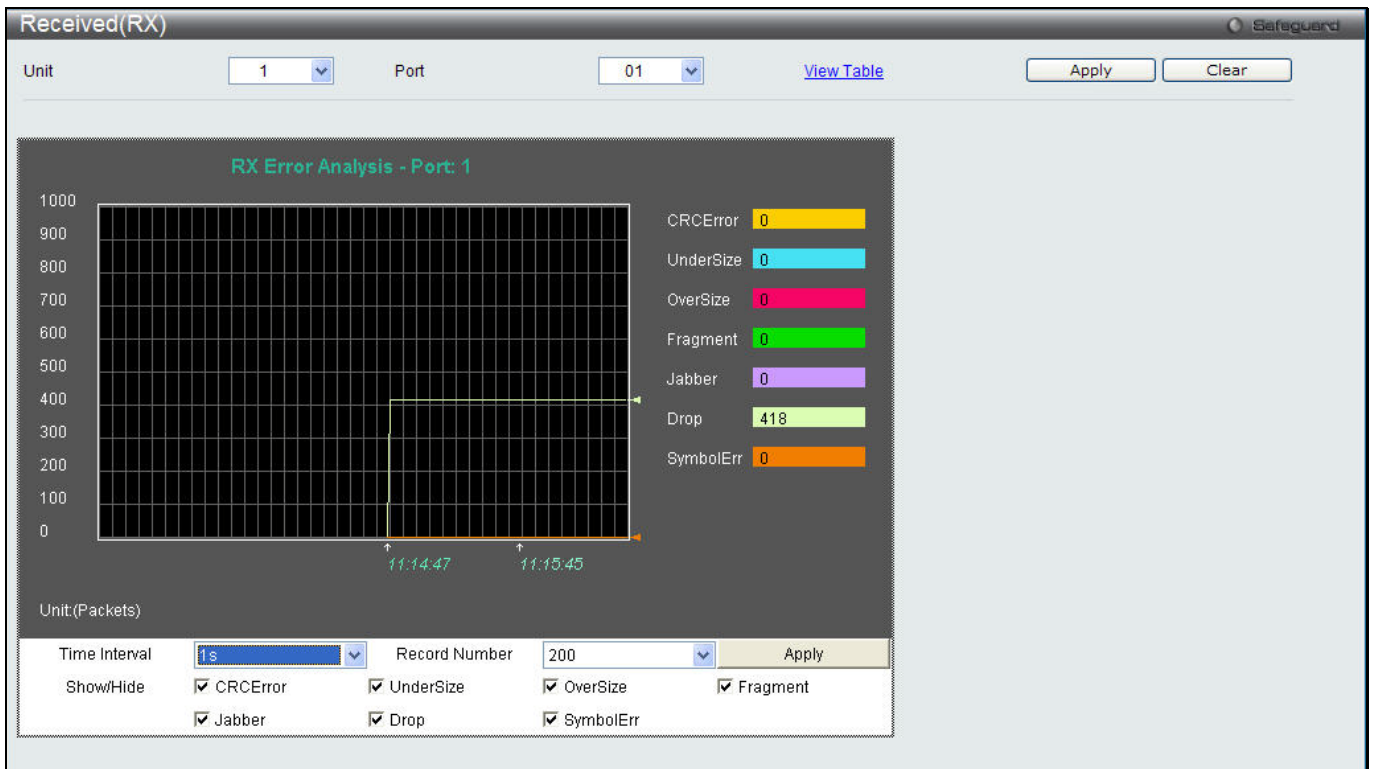 Received(RX)
Safeguard
Unit 1 Port 01 View Table Apply Clear
RX Error Analysis - Port: 1
1000
900
800
700
600
500
400
300
200
100
0
CRCError 0
UnderSize 0
OverSize 0
Fragment 0
Jabber 0
Drop 418
SymbolErr 0
11:14:47 11:15:45
Unit:(Packets)
Time Interval 1s Record Number 200 Apply
Show/Hide CRCError UnderSize OverSize Fragment
Jabber Drop SymbolErr